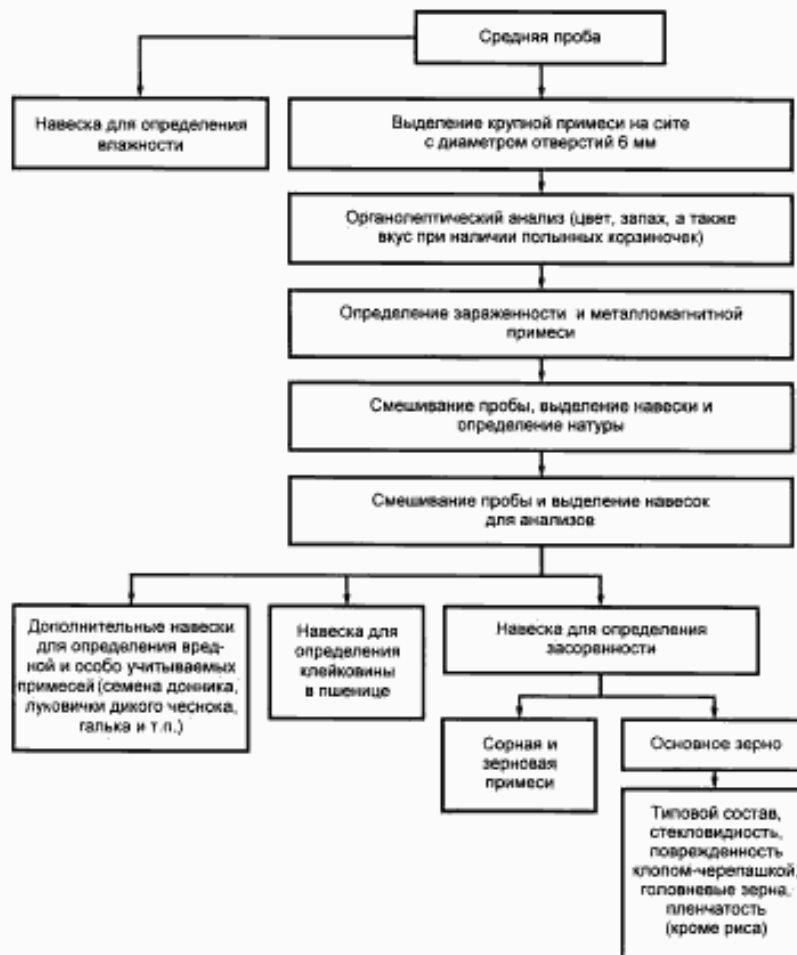 Средняя проба
Навеска для определения
влажности
Выделение крупной примеси на сите
с диаметром отверстий 6 мм
Органолептический анализ (цвет, запах, а также
вкус при наличии полынных корзиночек)
Определение зараженности и металломагнитной
примеси
Смешивание пробы, выделение навески и
определение натуры
Смешивание пробы и выделение навесок
для анализов
Дополнительные навески
для определения вред-
ной и особо учитываемых
примесей (семена донника,
луковички дикого чеснока,
галька и т.п.)
Навеска для
определения
клейковины
в пшенице
Навеска для определения
засоренности
Сорная и
зерновая
примеси
Основное зерно
Типовой состав,
стекловидность,
поврежденность
клопом-черепашкой,
головневые зерна,
пленчатость
(кроме риса)